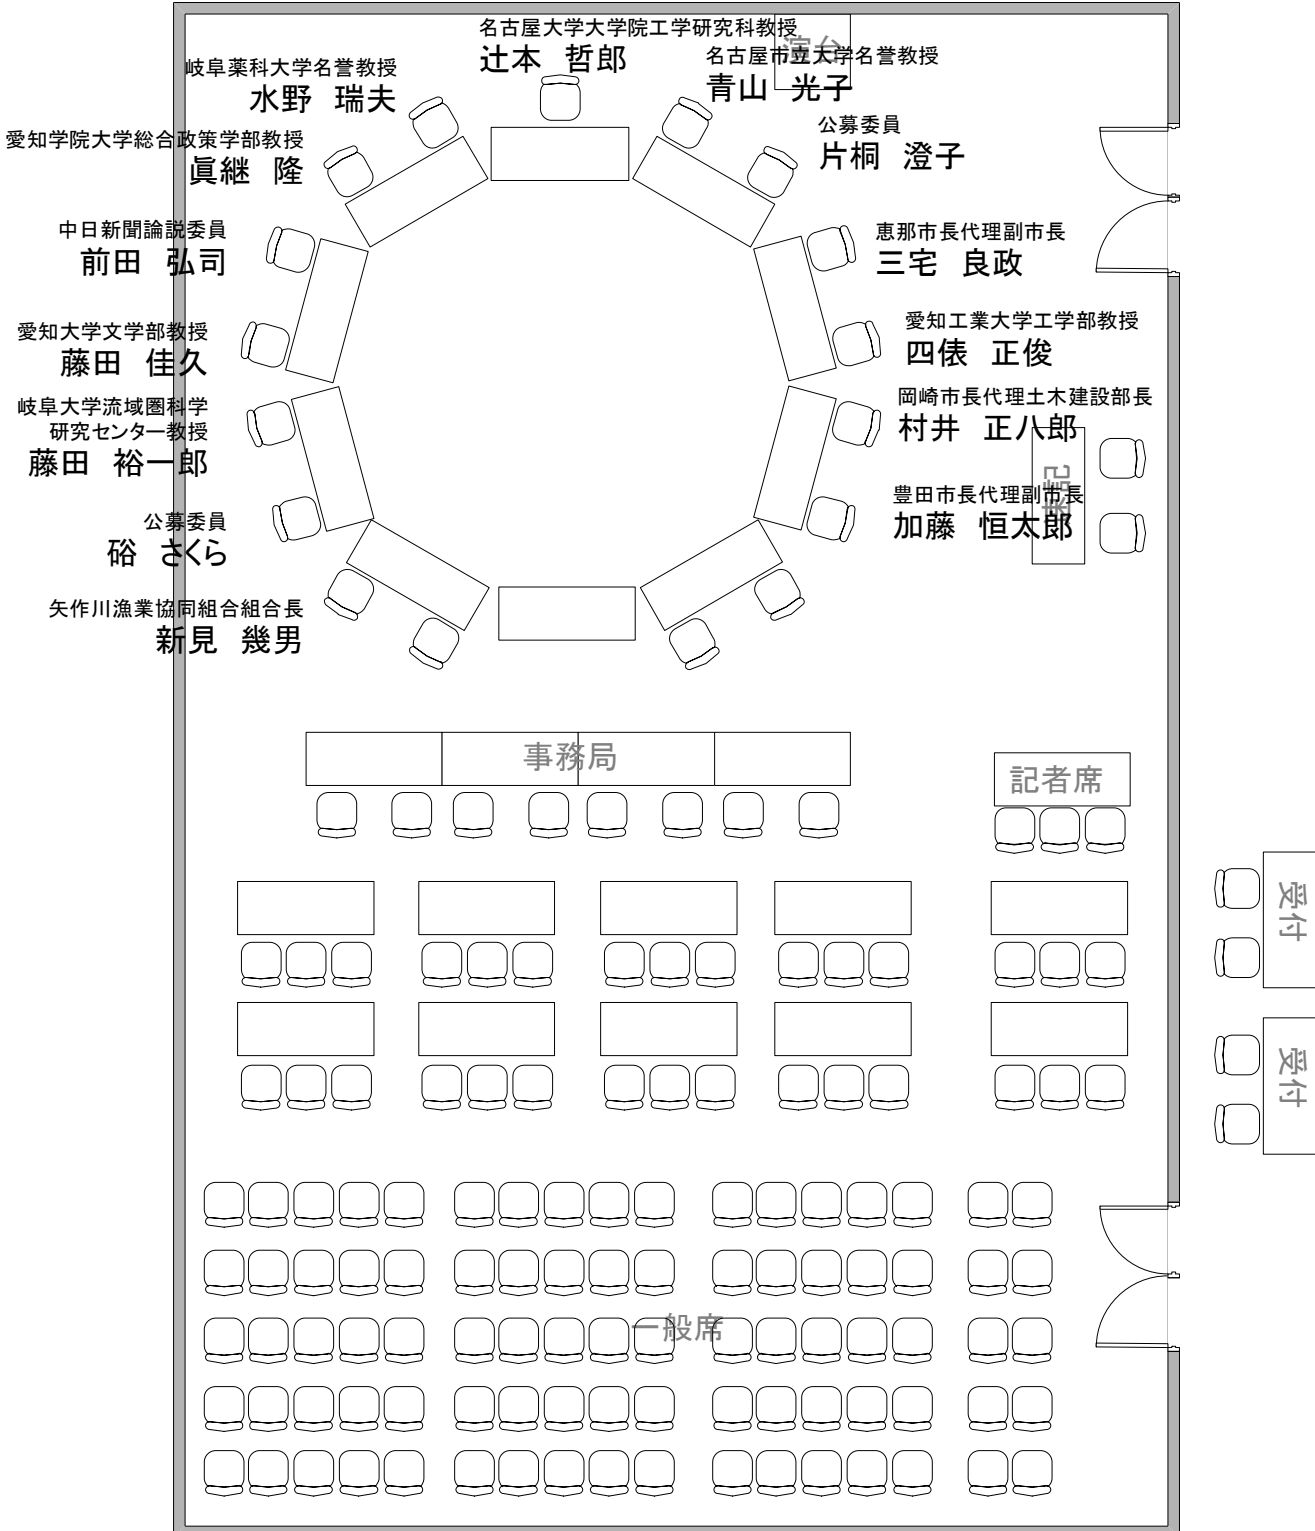 名古屋大学大学院工学研究科教授
辻本 哲郎
演台
名古屋市立大学名誉教授
青山 光子
岐阜薬科大学名誉教授
水野 瑞夫
公募委員
片桐 澄子
愛知学院大学総合政策学部教授
眞継 隆
中日新聞論説委員
前田 弘司
恵那市長代理副市長
三宅 良政
愛知大学文学部教授
藤田 佳久
愛知工業大学工学部教授
四俵 正俊
岐阜大学流域圏科学
研究センター教授
藤田 裕一郎
岡崎市長代理土木建設部長
村井 正八郎
公募委員
硲 さくら
豊田市長代理副市長
加藤 恒太郎
矢作川漁業協同組合組合長
新見 幾男
事務局
記者席
受付
受付
一般席